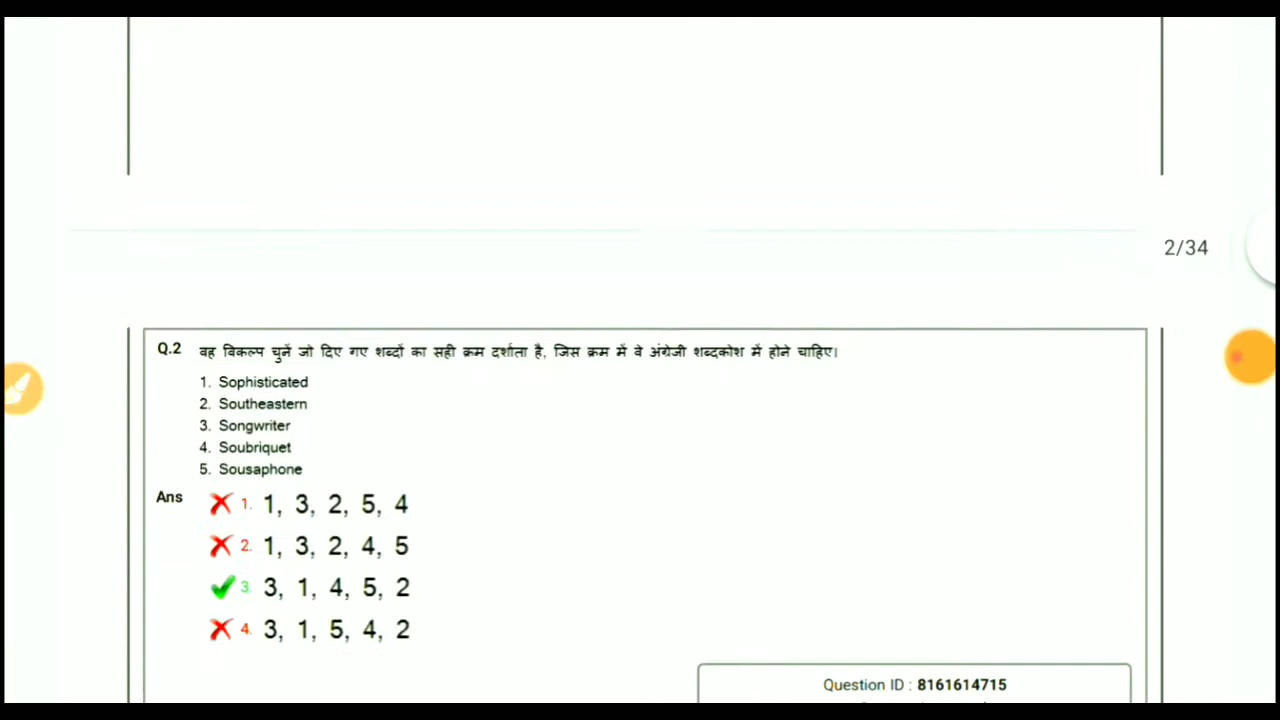 2/34
Q.2 वह विकल्प चुनें जो दिए गए शब्दों का सही क्रम दर्शाता है, जिस क्रम में वे अंग्रेजी शब्दकोश में होने चाहिए।
1. Sophisticated
2. Southeastern
3. Songwriter
4. Soubriquet
5. Sousaphone
Ans 1. 1, 3, 2, 5, 4
2. 1, 3, 2, 4, 5
3. 3, 1, 4, 5, 2
4. 3, 1, 5, 4, 2
Question ID : 8161614715